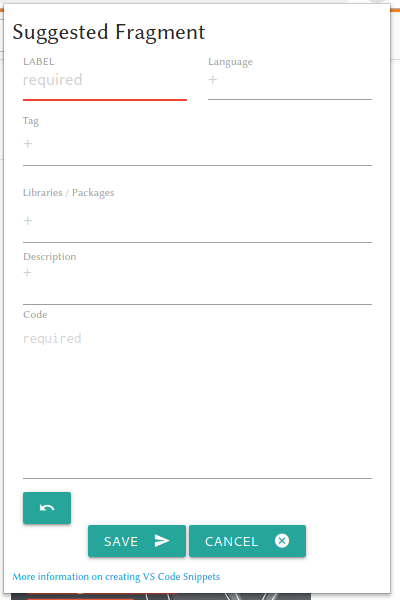 Suggested Fragment
LABEL
required
Language
+
Tag
+
Libraries / Packages
+
Description
+
Code
required
SAVE
CANCEL
More information on creating VS Code Snippets